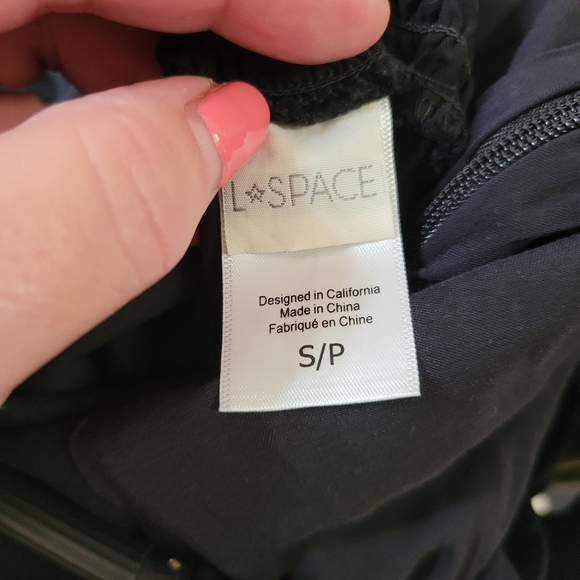 L☆SPACE
Designed in California
Made in China
Fabriqué en Chine
S/P